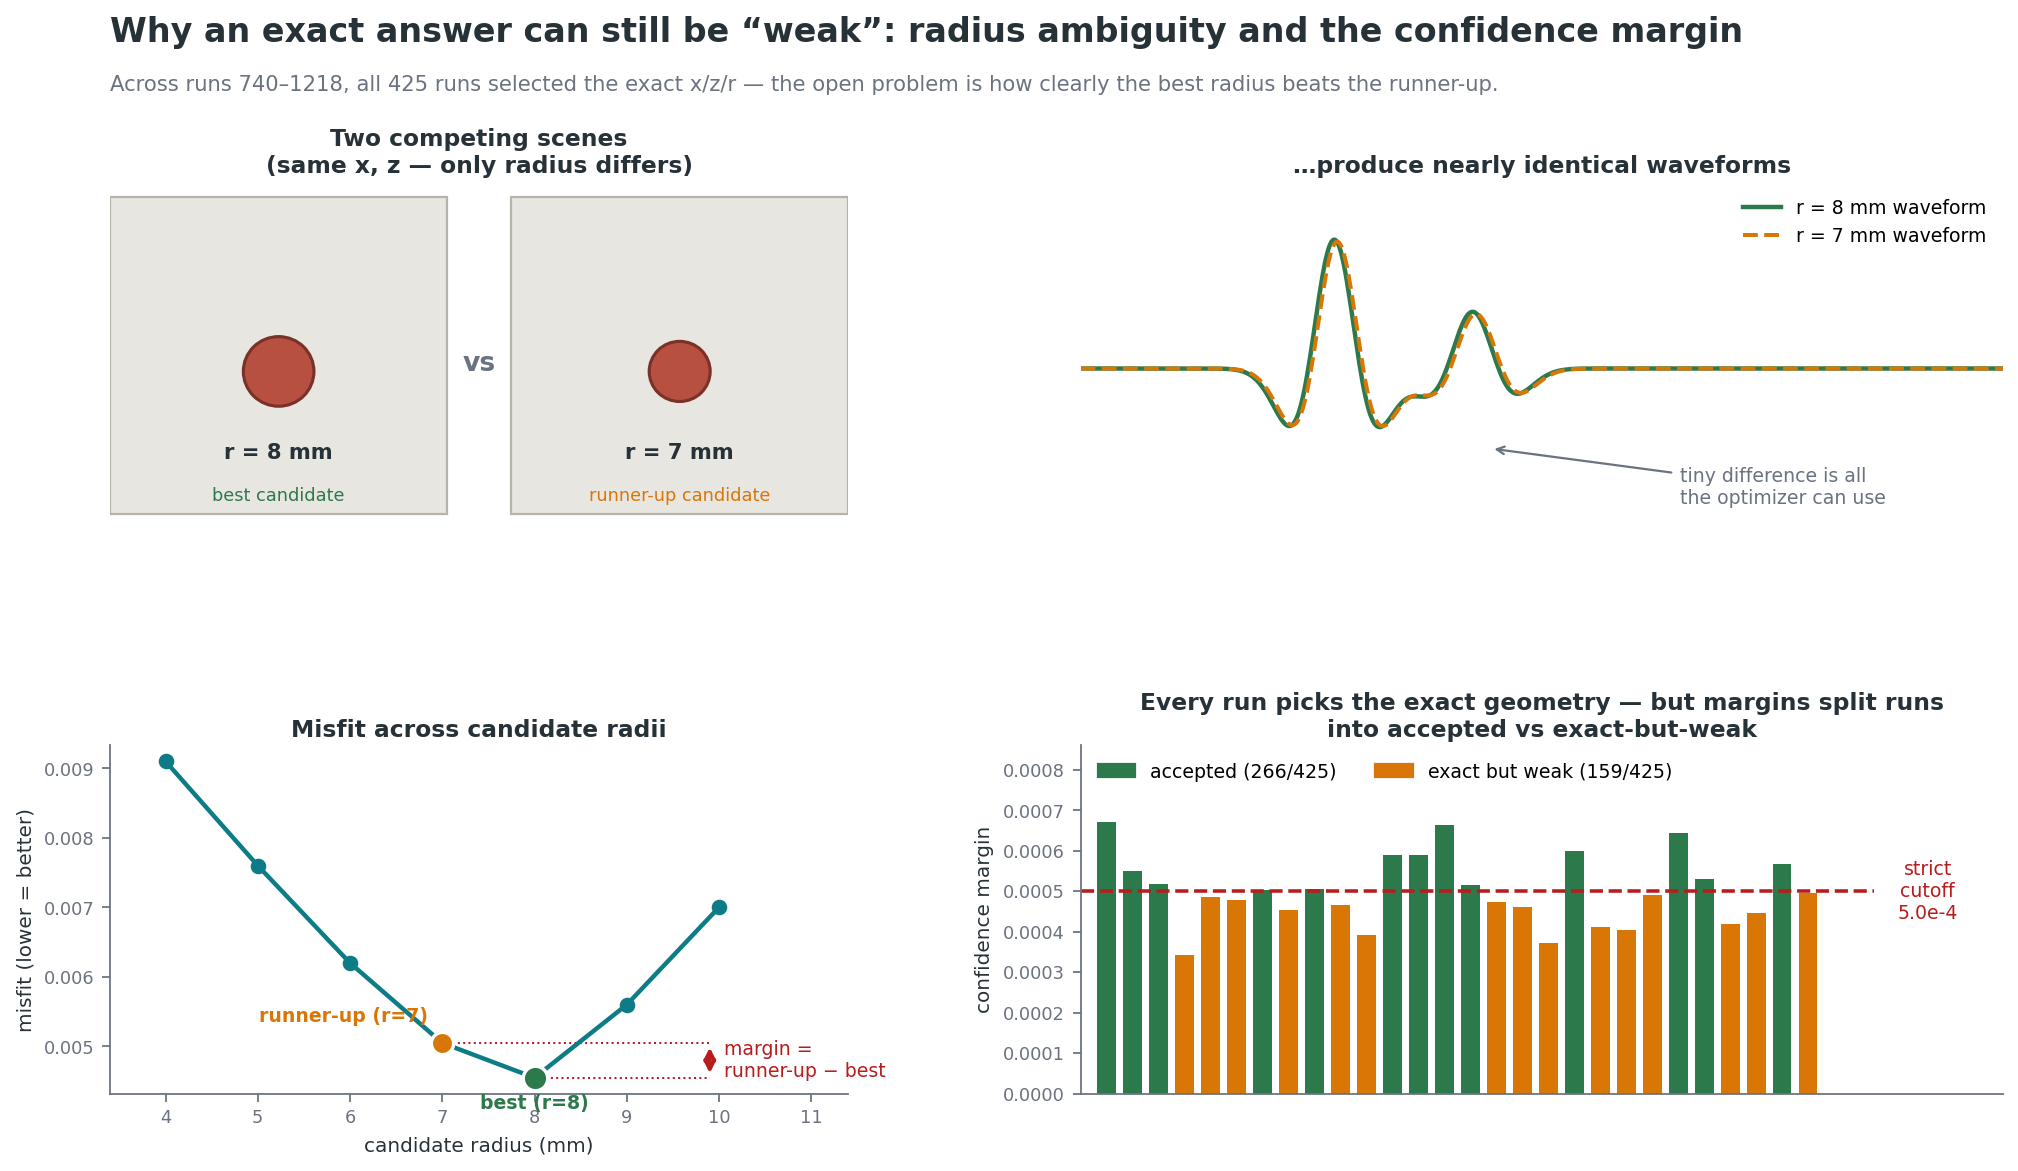 Why an exact answer can still be “weak”: radius ambiguity and the confidence margin
Across runs 740–1218, all 425 runs selected the exact x/z/r — the open problem is how clearly the best radius beats the runner-up.
Two competing scenes
(same x, z — only radius differs)
r = 8 mm
best candidate
vs
r = 7 mm
runner-up candidate
...produce nearly identical waveforms
r = 8 mm waveform
r = 7 mm waveform
tiny difference is all
the optimizer can use
Misfit across candidate radii
misfit (lower = better)
0.009
0.008
0.007
0.006
0.005
runner-up (r=7)
margin =
runner-up − best
best (r=8)
4 5 6 7 8 9 10 11
candidate radius (mm)
Every run picks the exact geometry — but margins split runs
into accepted vs exact-but-weak
accepted (266/425)
exact but weak (159/425)
confidence margin
0.0008
0.0007
0.0006
0.0005
0.0004
0.0003
0.0002
0.0001
0.0000
strict
cutoff
5.0e-4